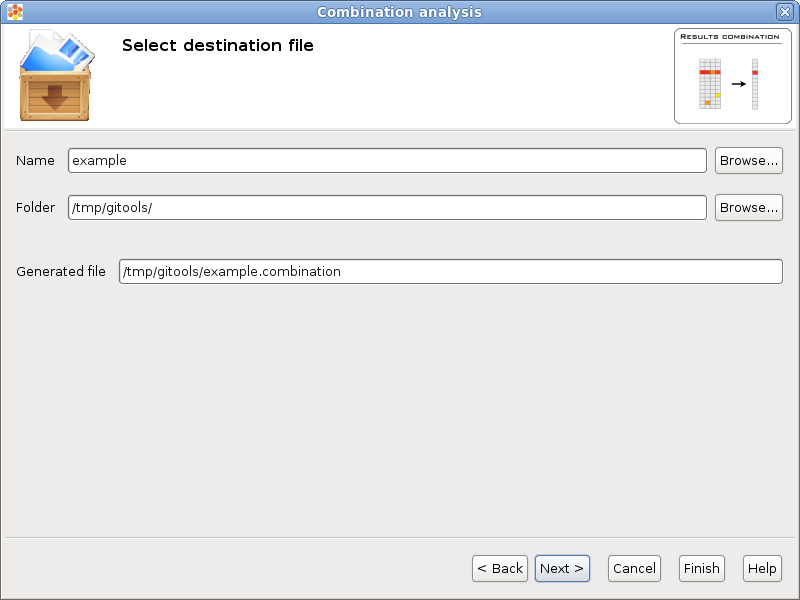 Combination analysis
Select destination file
RESULTS COMBINATION
Name example Browse...
Folder /tmp/gitools/ Browse...
Generated file /tmp/gitools/example.combination
< Back Next > Cancel Finish Help